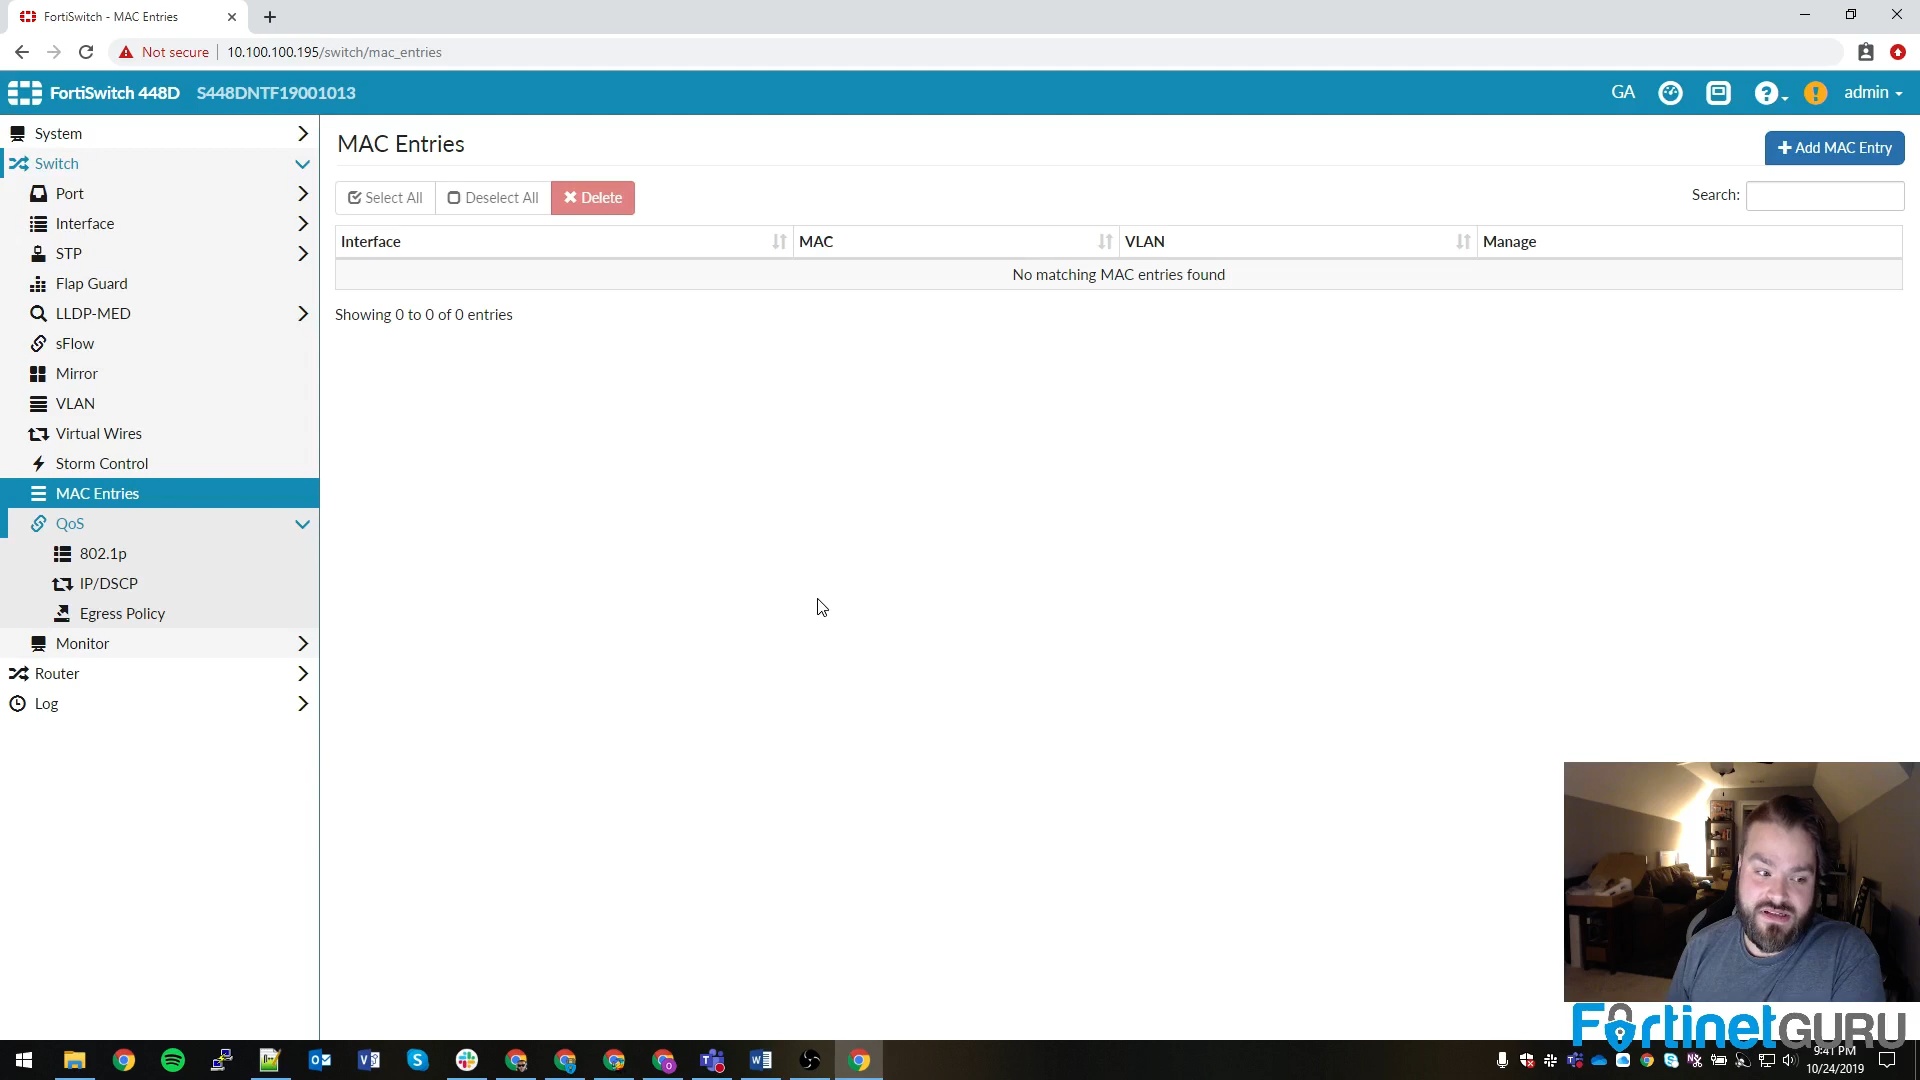 FortiSwitch - MAC Entries
Not secure
10.100.100.195/switch/mac_entries
FortiSwitch 448D
S448DNTF19001013
GA
admin
System
Switch
Port
Interface
STP
Flap Guard
LLDP-MED
sFlow
Mirror
VLAN
Virtual Wires
Storm Control
MAC Entries
QoS
802.1p
IP/DSCP
Egress Policy
Monitor
Router
Log
MAC Entries
Add MAC Entry
Select All
Deselect All
Delete
Search:
Interface
MAC
VLAN
Manage
No matching MAC entries found
Showing 0 to 0 of 0 entries
FortinetGURU
9:41 PM
10/24/2019